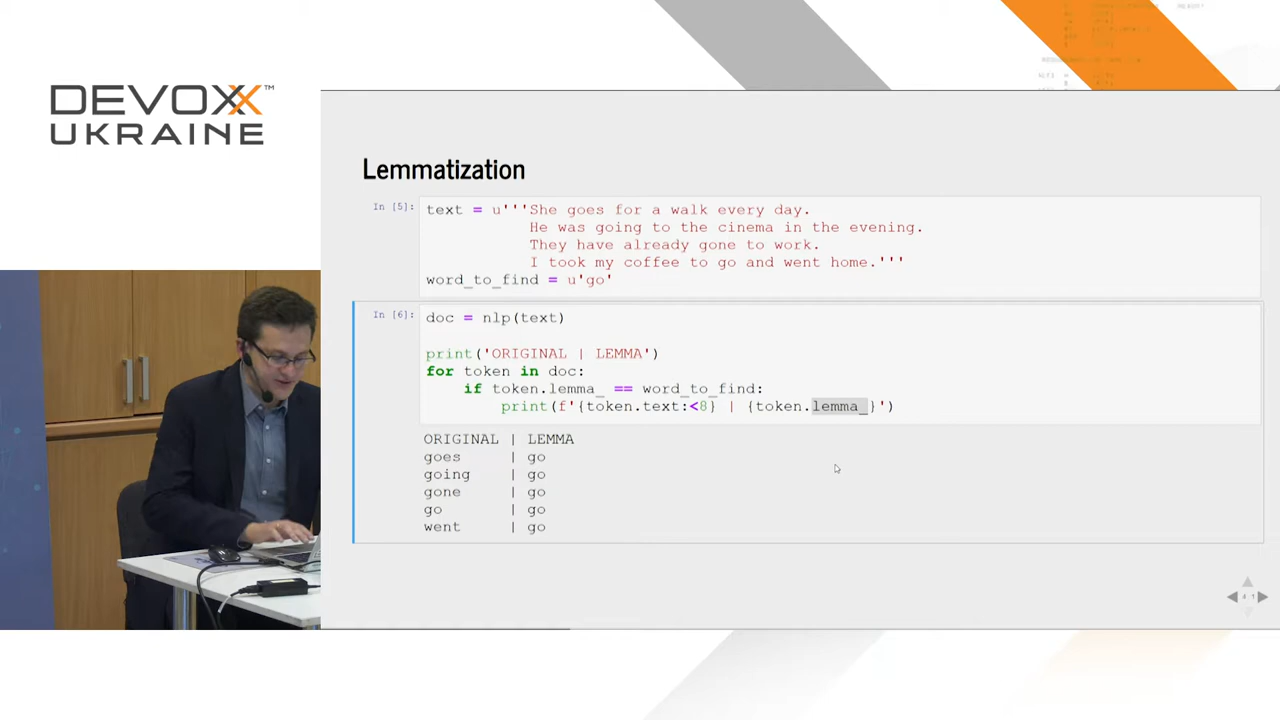 DEVOXX™
UKRAINE
Lemmatization
In [5]:
text = u'''She goes for a walk every day.
He was going to the cinema in the evening.
They have already gone to work.
I took my coffee to go and went home.'''
word_to_find = u'go'
In [6]:
doc = nlp(text)
print('ORIGINAL | LEMMA')
for token in doc:
if token.lemma_ == word_to_find:
print(f'{token.text:<8} | {token.lemma_}')
ORIGINAL | LEMMA
goes | go
going | go
gone | go
go | go
went | go